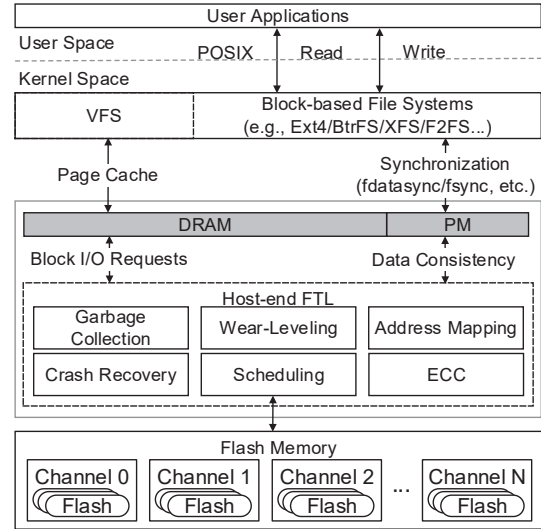 User Applications
User Space
POSIX Read Write
Kernel Space
VFS
Block-based File Systems
(e.g., Ext4/BtrFS/XFS/F2FS...)
Page Cache
Synchronization
(fdatasync/fsync, etc.)
DRAM
PM
Block I/O Requests
Data Consistency
Host-end FTL
Garbage
Collection
Wear-Leveling
Address Mapping
Crash Recovery
Scheduling
ECC
Flash Memory
Channel 0
Flash
Channel 1
Flash
Channel 2
Flash
...
Channel N
Flash